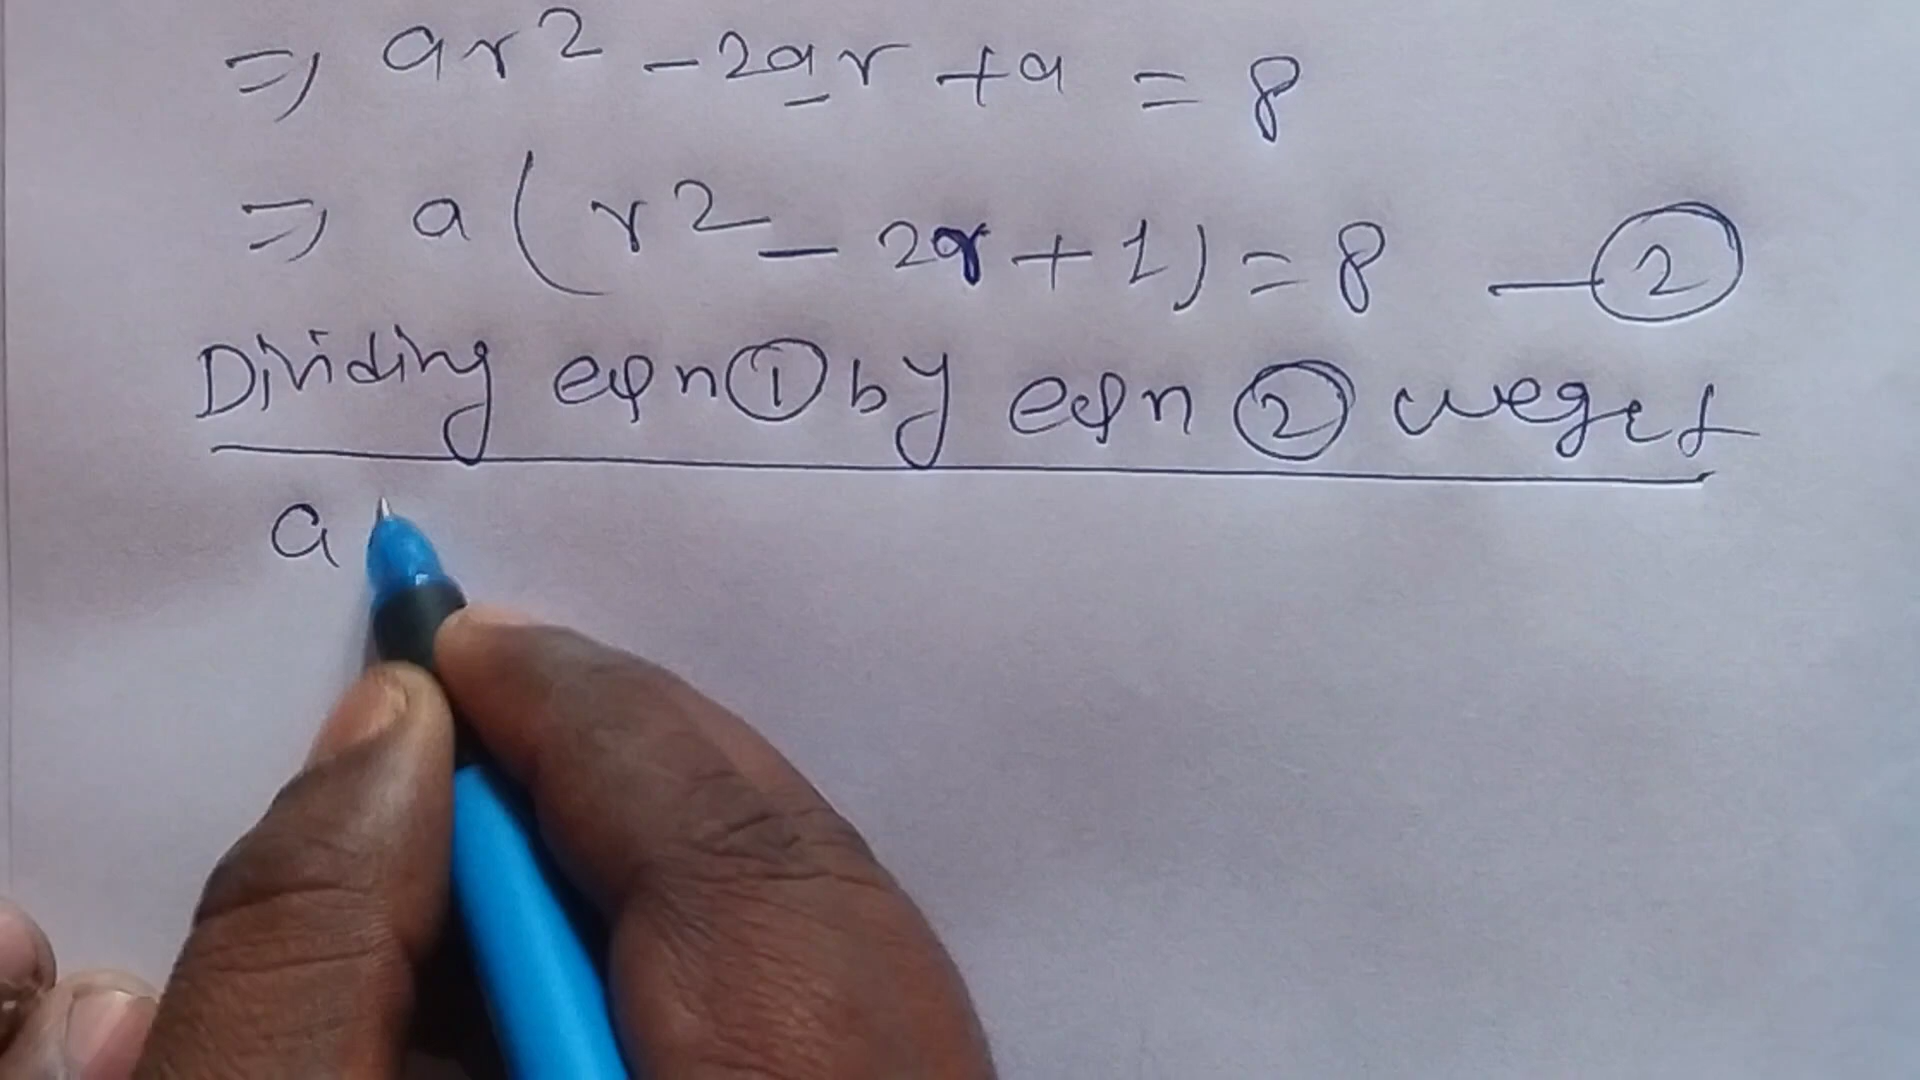 ⇒ ar² - 2ar + a = 8
⇒ a(r² - 2r + 1) = 8 — ②
Dividing eqn ① by eqn ② we get
a